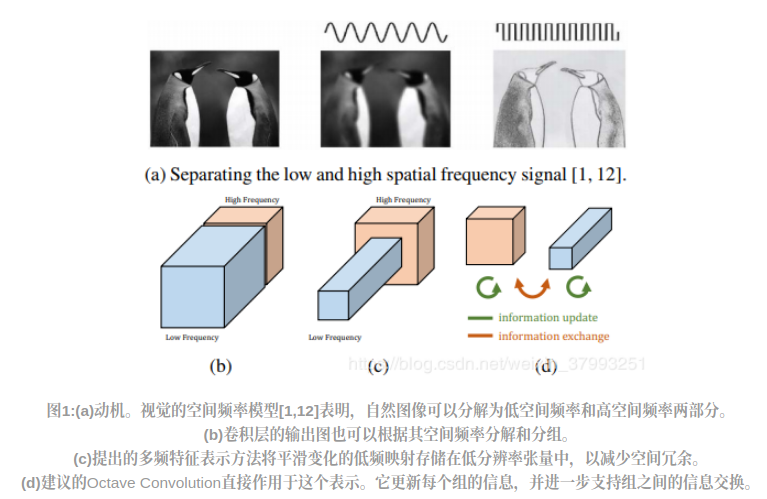 (a) Separating the low and high spatial frequency signal [1, 12].
High Frequency
High Frequency
Low Frequency
Low Frequency
information update
information exchange
(b)
(c)
(d)
图1:(a)动机。视觉的空间频率模型[1,12]表明，自然图像可以分解为低空间频率和高空间频率两部分。
(b)卷积层的输出图也可以根据其空间频率分解和分组。
(c)提出的多频特征表示方法将平滑变化的低频映射存储在低分辨率张量中，以减少空间冗余。
(d)建议的Octave Convolution直接作用于这个表示。它更新每个组的信息，并进一步支持组之间的信息交换。